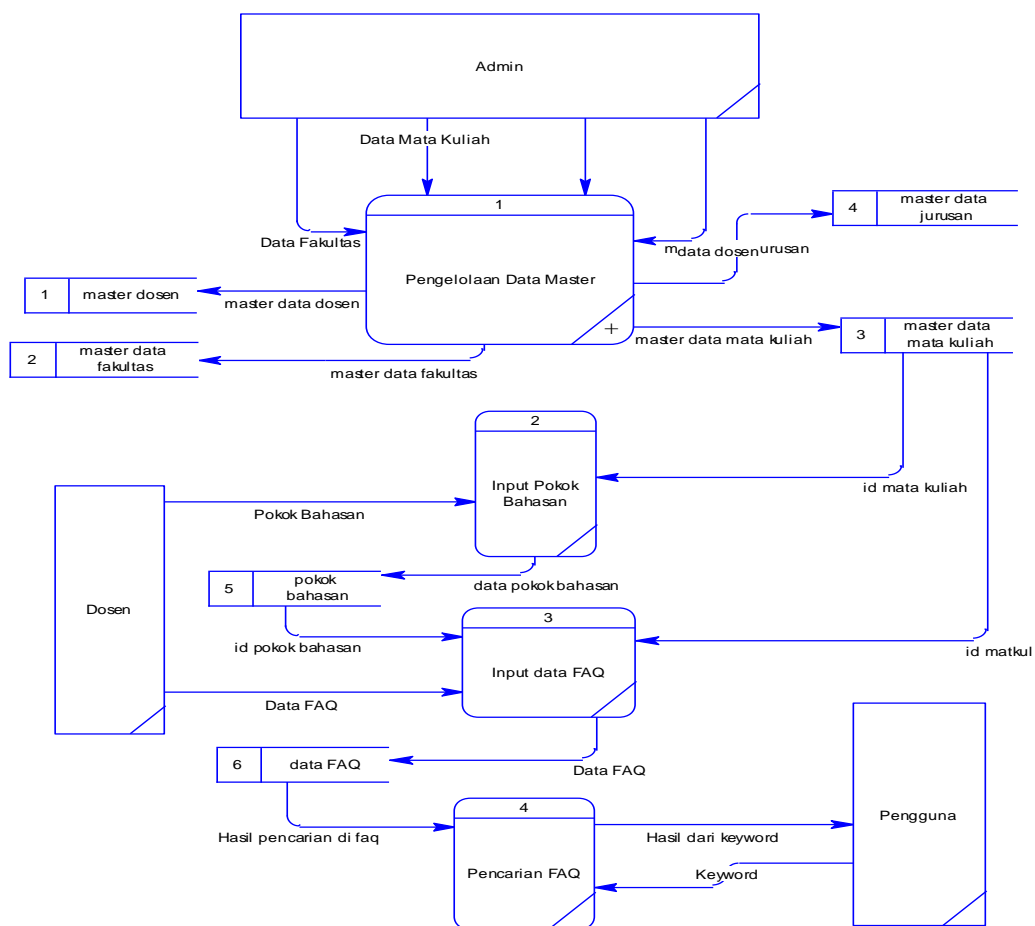 Admin
Data Mata Kuliah
1
4
master data
jurusan
Data Fakultas
data dosen
urusan
Pengelolaan Data Master
1
master dosen
master data dosen
+
master data mata kuliah
3
master data
mata kuliah
2
master data
fakultas
master data fakultas
2
Input Pokok
Bahasan
id mata kuliah
Pokok Bahasan
5
pokok
bahasan
data pokok bahasan
Dosen
3
id pokok bahasan
id matkul
Input data FAQ
Data FAQ
6
data FAQ
Data FAQ
4
Pengguna
Hasil pencarian di faq
Hasil dari keyword
Pencarian FAQ
Keyword